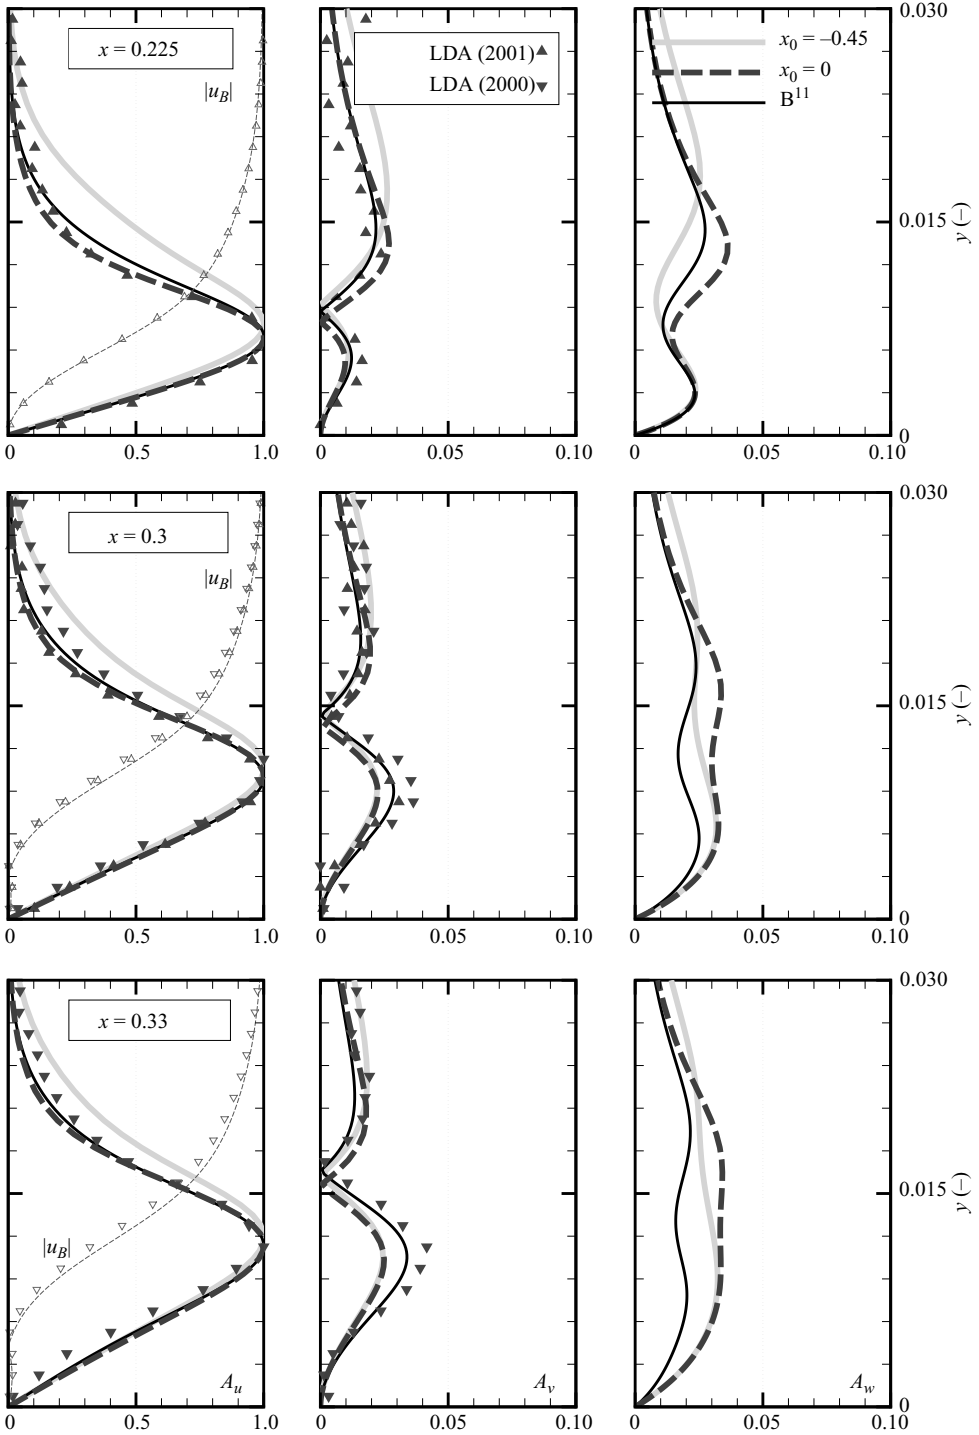 x = 0.225
|u_B|
LDA (2001)
LDA (2000)
x_0 = –0.45
x_0 = 0
B^11
0.030
0.015
0
y (–)
0 0.5 1.0
0 0.05 0.10
0 0.05 0.10
x = 0.3
|u_B|
0.030
0.015
0
y (–)
0 0.5 1.0
0 0.05 0.10
0 0.05 0.10
x = 0.33
|u_B|
0.030
0.015
0
y (–)
A_u
A_v
A_w
0 0.5 1.0
0 0.05 0.10
0 0.05 0.10